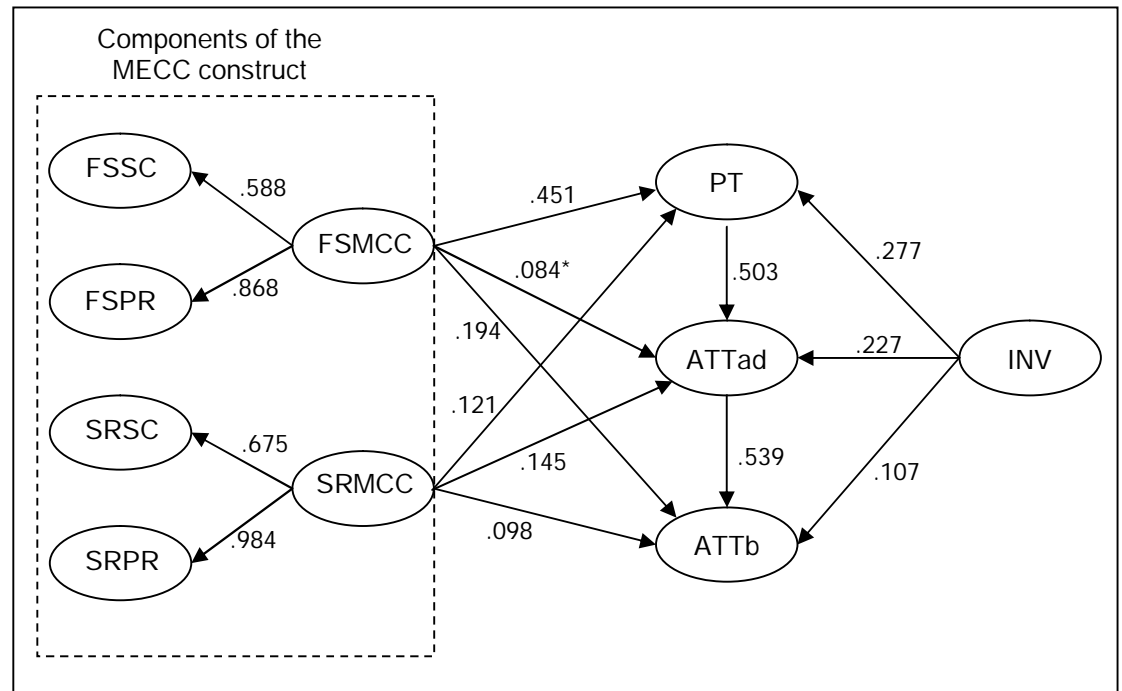 Components of the
MECC construct
FSSC
.588
FSMCC
FSPR
.868
SRSC
.675
SRMCC
SRPR
.984
.451
.084*
.194
.121
.145
.098
PT
.503
ATTad
.539
ATTb
.277
.227
.107
INV